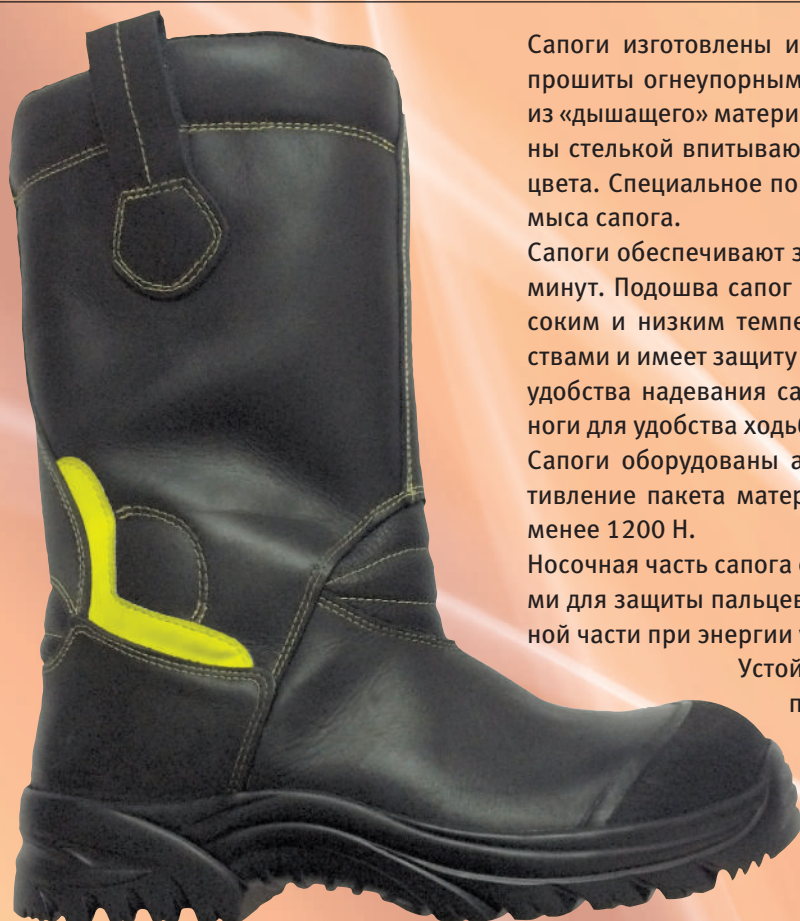 Сапоги изготовлены и
прошиты огнеупорным
из «дышащего» матери
ны стелькой впитываю
цвета. Специальное по
мыса сапога.
Сапоги обеспечивают з
минут. Подошва сапог
соким и низким темпе
ствами и имеет защиту
удобства надевания са
ноги для удобства ходьб
Сапоги оборудованы а
тивление пакета матер
менее 1200 Н.
Носочная часть сапога
ми для защиты пальцев
ной части при энергии
Устой
п